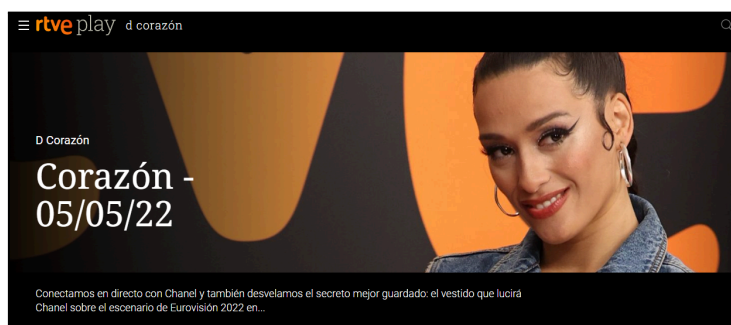 rtve play d corazón
D Corazón
Corazón -
05/05/22
Conectamos en directo con Chanel y también desvelamos el secreto mejor guardado: el vestido que lucirá
Chanel sobre el escenario de Eurovisión 2022 en...